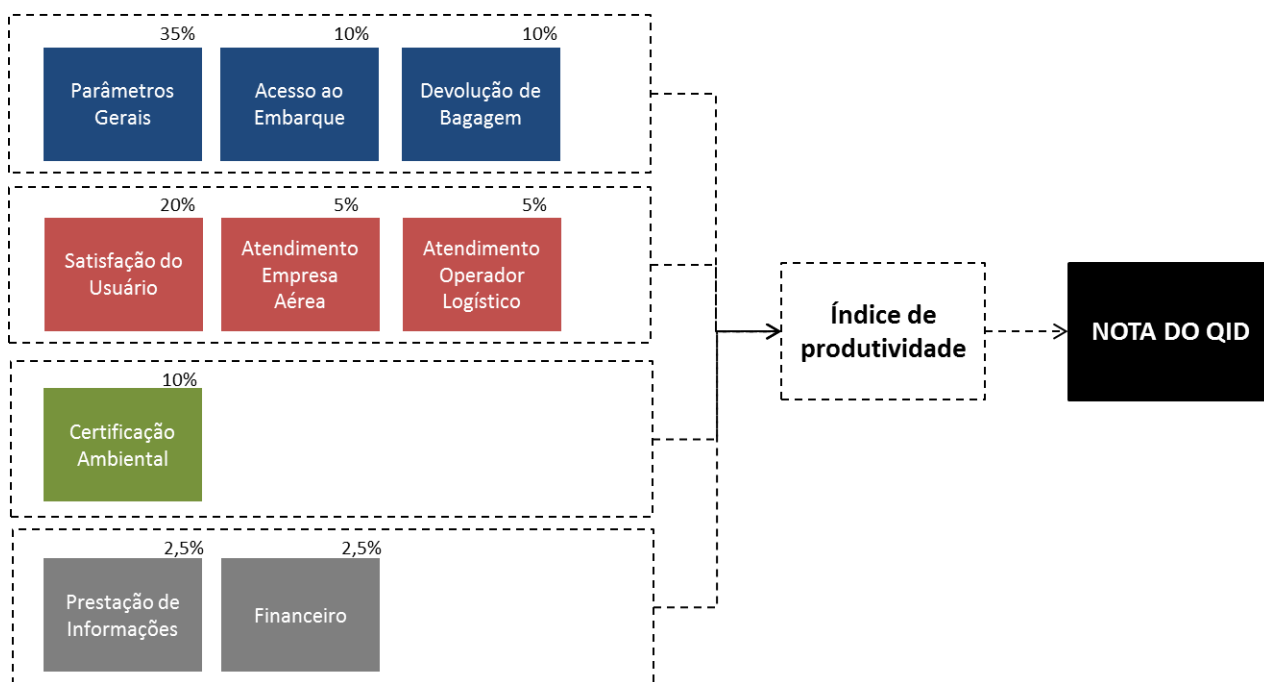 35%
10%
10%
Parâmetros
Gerais
Acesso ao
Embarque
Devolução de
Bagagem
20%
5%
5%
Satisfação do
Usuário
Atendimento
Empresa
Aérea
Atendimento
Operador
Logístico
10%
Certificação
Ambiental
2,5%
2,5%
Prestação de
Informações
Financeiro
Índice de
produtividade
NOTA DO QID